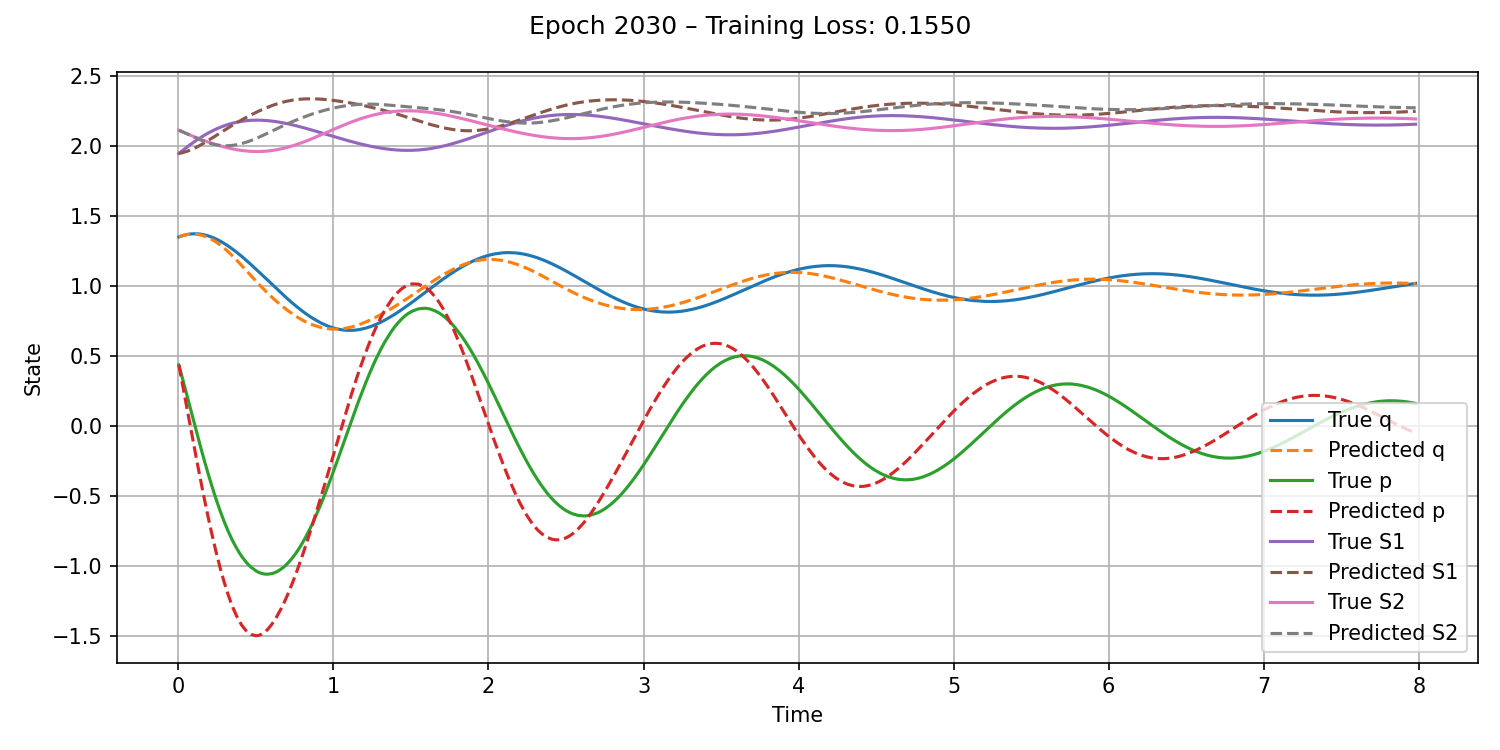 Epoch 2030 – Training Loss: 0.1550
2.5
2.0
1.5
1.0
0.5
0.0
−0.5
−1.0
−1.5
State
True q
Predicted q
True p
Predicted p
True S1
Predicted S1
True S2
Predicted S2
0 1 2 3 4 5 6 7 8
Time